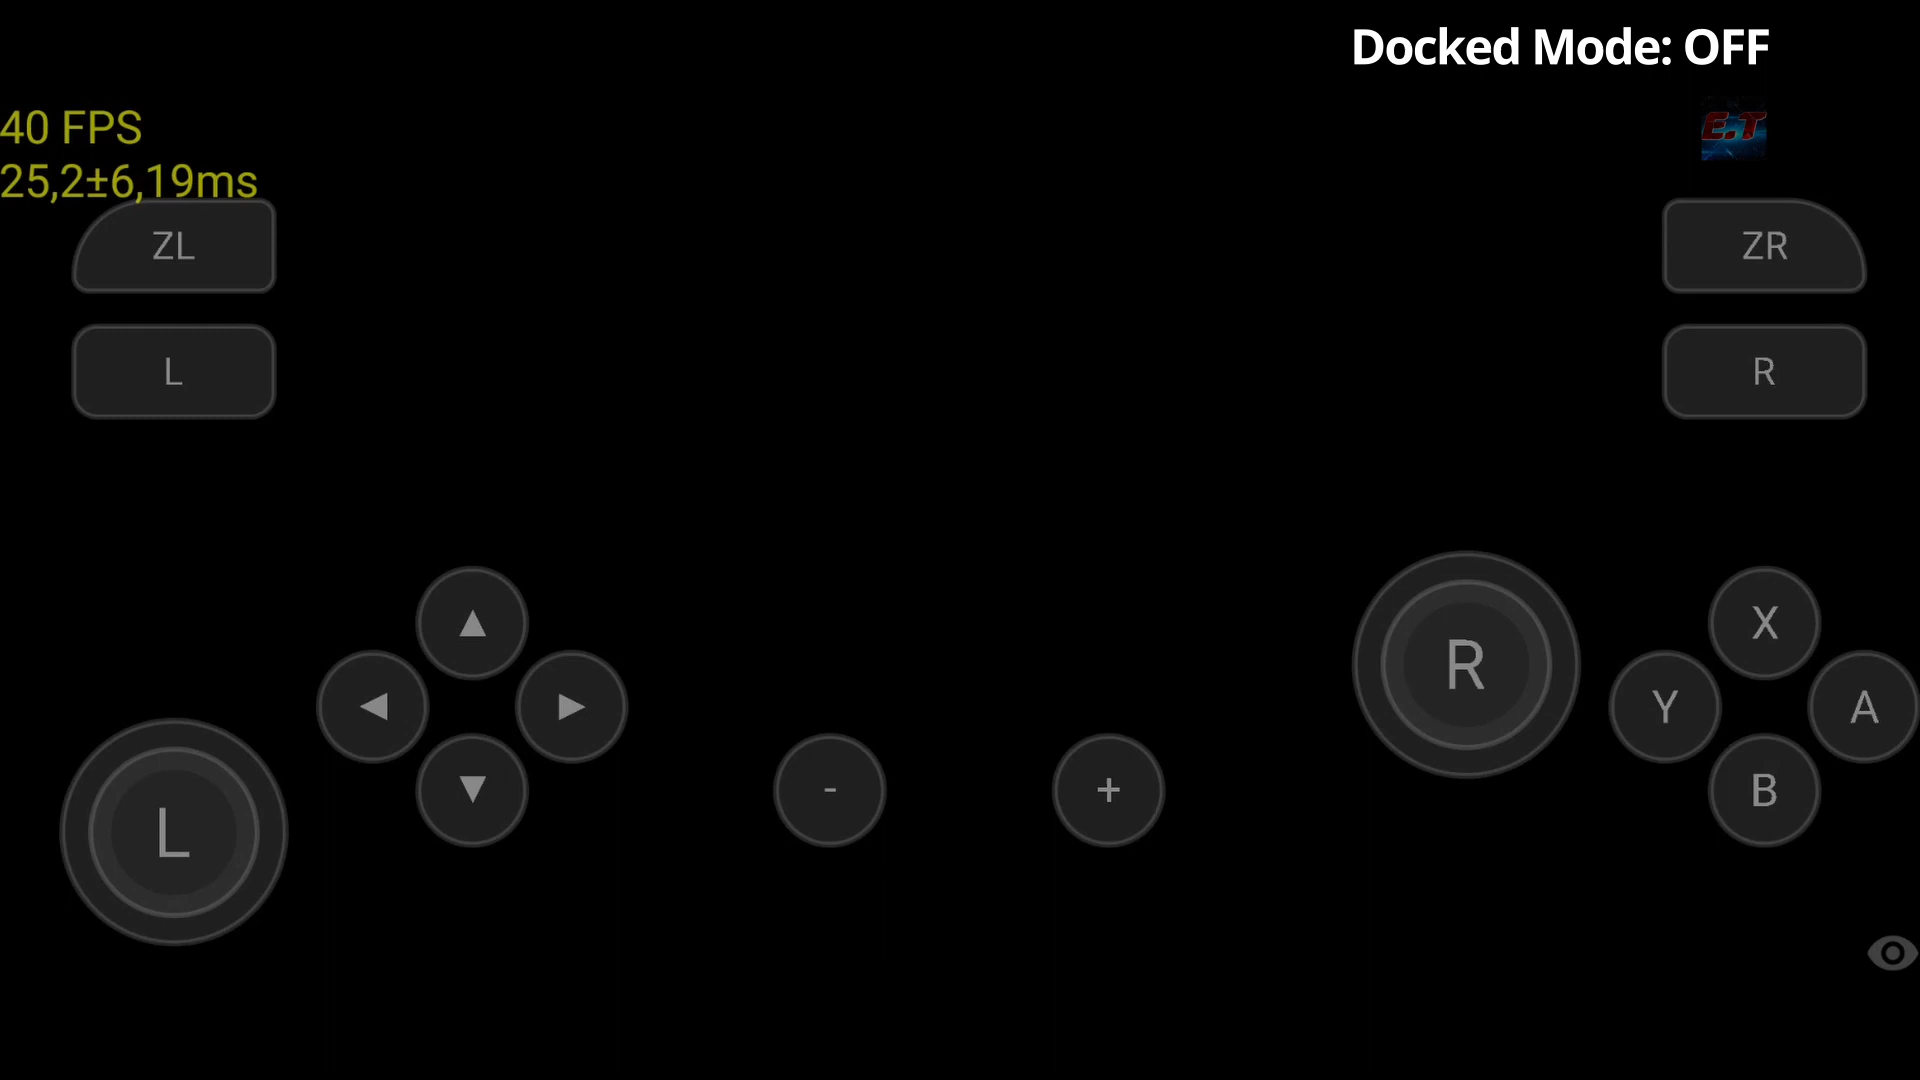 Docked Mode: OFF
40 FPS
E.T
25,2±6,19ms
ZL
ZR
L
R
▲
X
◀
▶
R
Y
A
▼
-
+
B
L